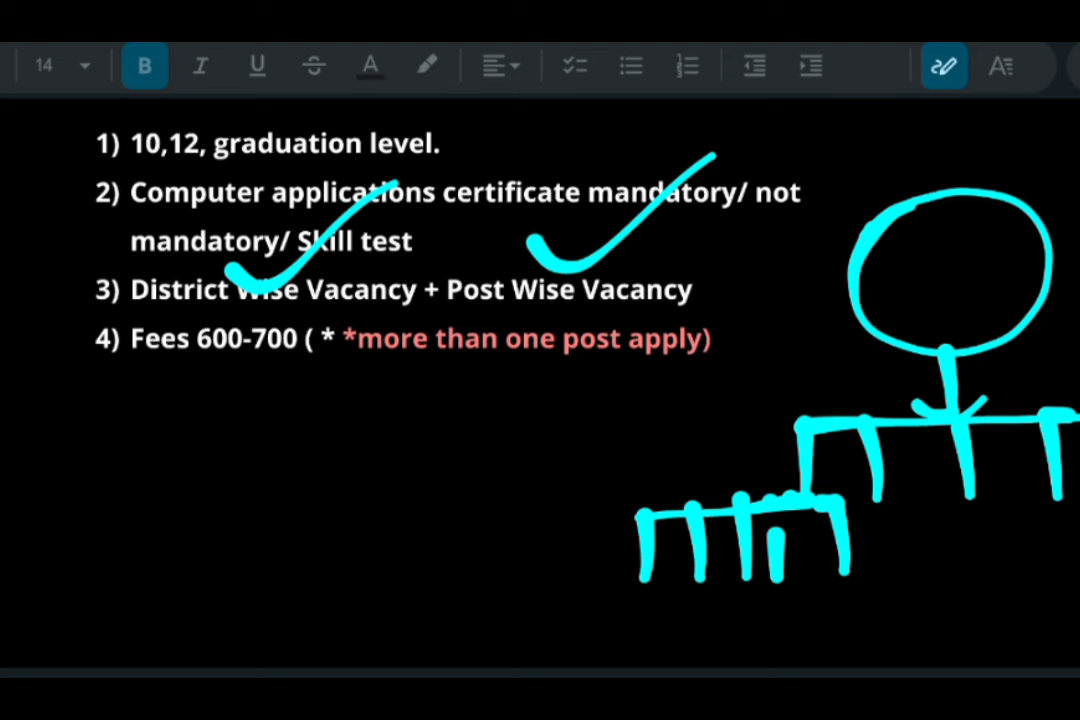 14 B I U S A A
1) 10,12, graduation level.
2) Computer applications certificate mandatory/ not
mandatory/ Skill test
3) District Wise Vacancy + Post Wise Vacancy
4) Fees 600-700 ( * *more than one post apply)